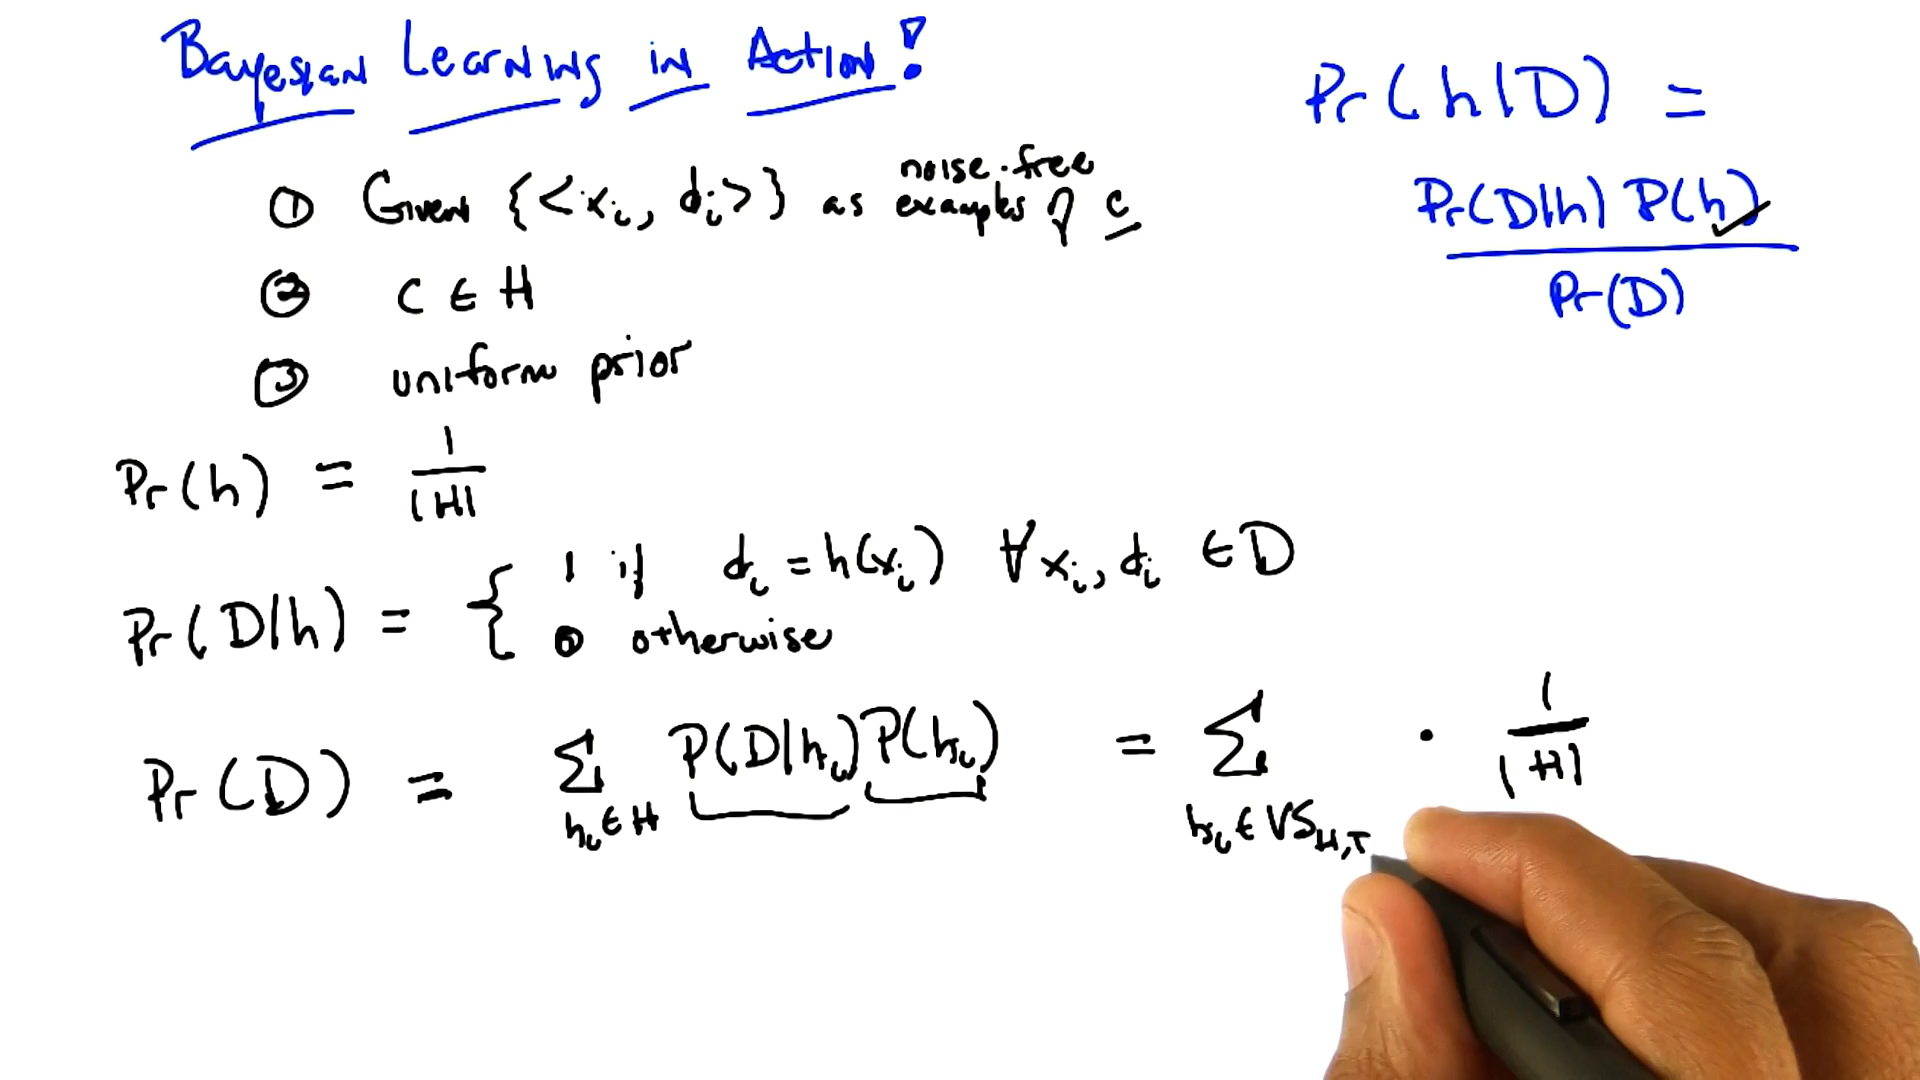 Bayesian Learning in Action!
Pr(h|D) =
Pr(D|h) P(h)
Pr(D)
① Given {<xᵢ, dᵢ>} as noise-free examples of c
② c ∈ H
③ uniform prior
Pr(h) = 1/|H|
Pr(D|h) = { 1 if dᵢ = h(xᵢ) ∀xᵢ, dᵢ ∈ D
0 otherwise
Pr(D) = Σ hᵢ∈H P(D|hᵢ) P(hᵢ) = Σ hᵢ∈VS_H,T · 1/|H|